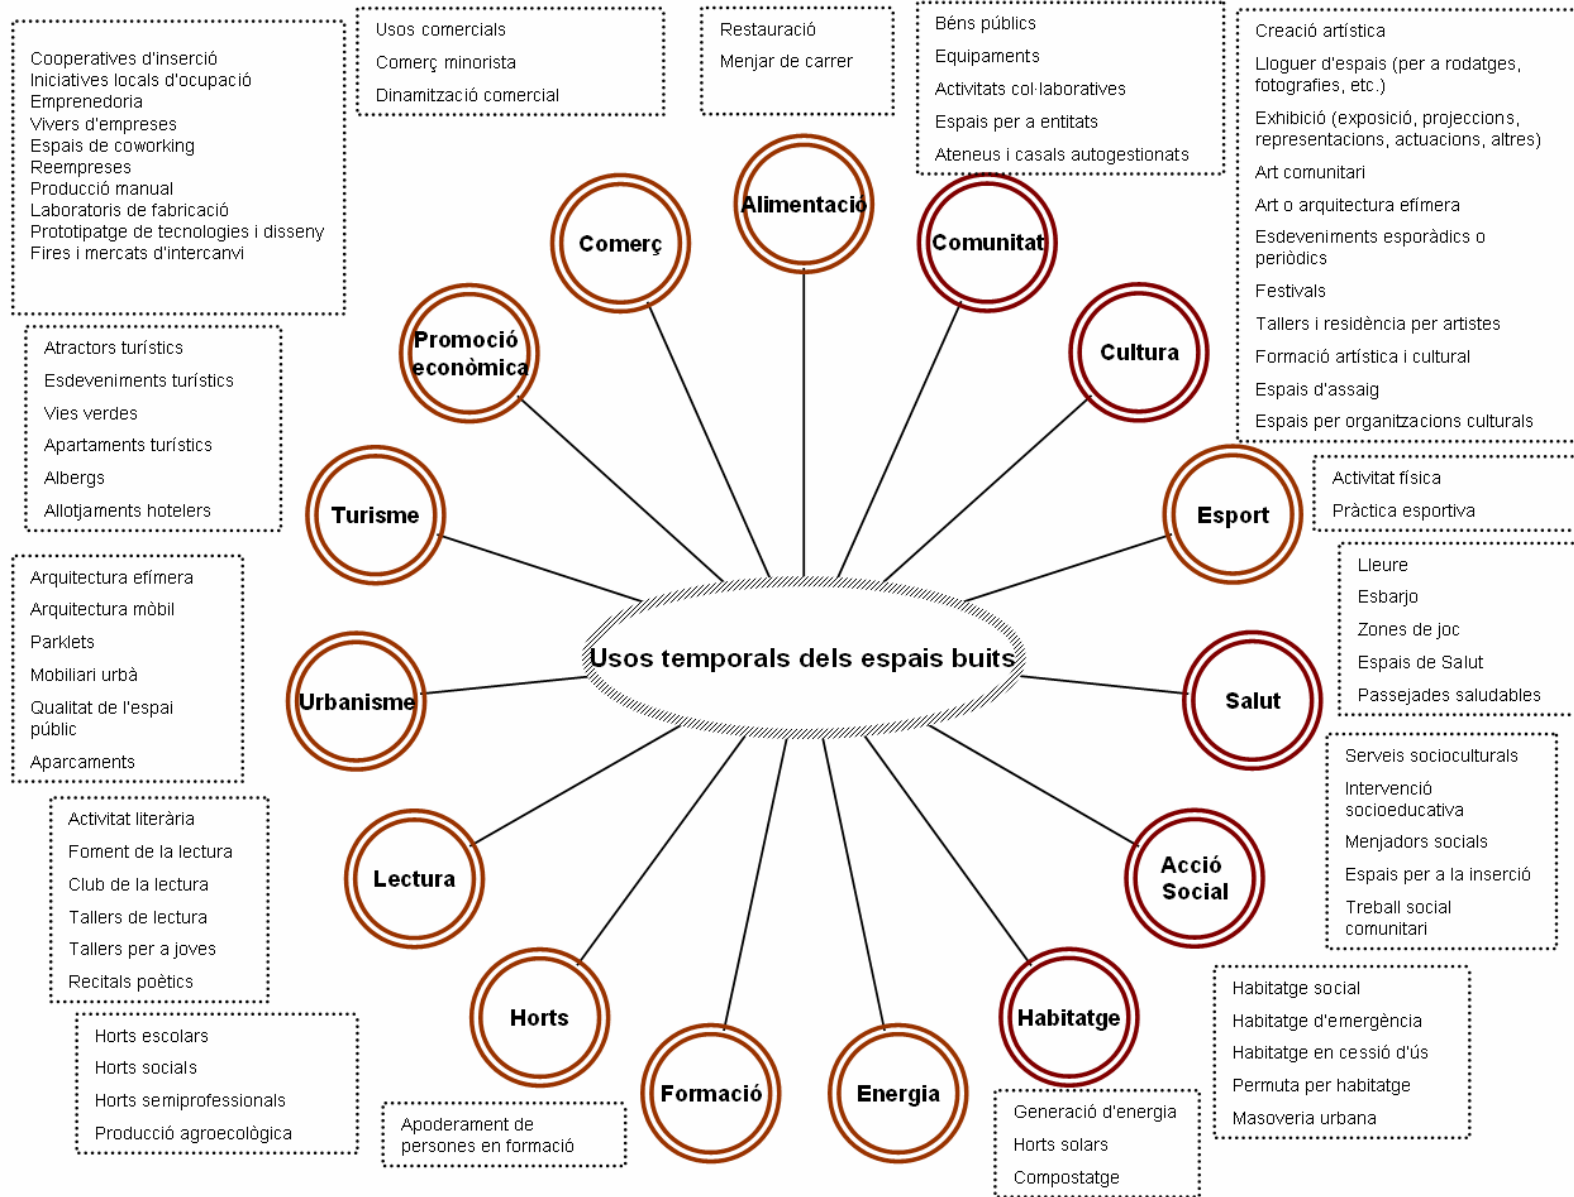 Cooperatives d'inserció
Iniciatives locals d'ocupació
Emprenedoria
Vivers d'empreses
Espais de coworking
Reempreses
Producció manual
Laboratoris de fabricació
Prototipatge de tecnologies i disseny
Fires i mercats d'intercanvi
Usos comercials
Comerç minorista
Dinamització comercial
Restauració
Menjar de carrer
Béns públics
Equipaments
Activitats col·laboratives
Espais per a entitats
Ateneus i casals autogestionats
Creació artística
Lloguer d'espais (per a rodatges,
fotografies, etc.)
Exhibició (exposició, projeccions,
representacions, actuacions, altres)
Art comunitari
Art o arquitectura efímera
Esdeveniments esporàdics o
periòdics
Festivals
Tallers i residència per artistes
Formació artística i cultural
Espais d'assaig
Espais per organitzacions culturals
Alimentació
Comerç
Comunitat
Promoció
econòmica
Cultura
Atractors turístics
Esdeveniments turístics
Vies verdes
Apartaments turístics
Albergs
Allotjaments hotelers
Turisme
Esport
Activitat física
Pràctica esportiva
Arquitectura efímera
Arquitectura mòbil
Parklets
Mobiliari urbà
Qualitat de l'espai
públic
Aparcaments
Urbanisme
Usos temporals dels espais buits
Salut
Lleure
Esbarjo
Zones de joc
Espais de Salut
Passejades saludables
Activitat literària
Foment de la lectura
Club de la lectura
Tallers de lectura
Tallers per a joves
Recitals poètics
Lectura
Acció
Social
Serveis socioculturals
Intervenció
socioeducativa
Menjadors socials
Espais per a la inserció
Treball social
comunitari
Horts escolars
Horts socials
Horts semiprofessionals
Producció agroecològica
Horts
Habitatge
Habitatge social
Habitatge d'emergència
Habitatge en cessió d'ús
Permuta per habitatge
Masoveria urbana
Apoderament de
persones en formació
Formació
Energia
Generació d'energia
Horts solars
Compostatge